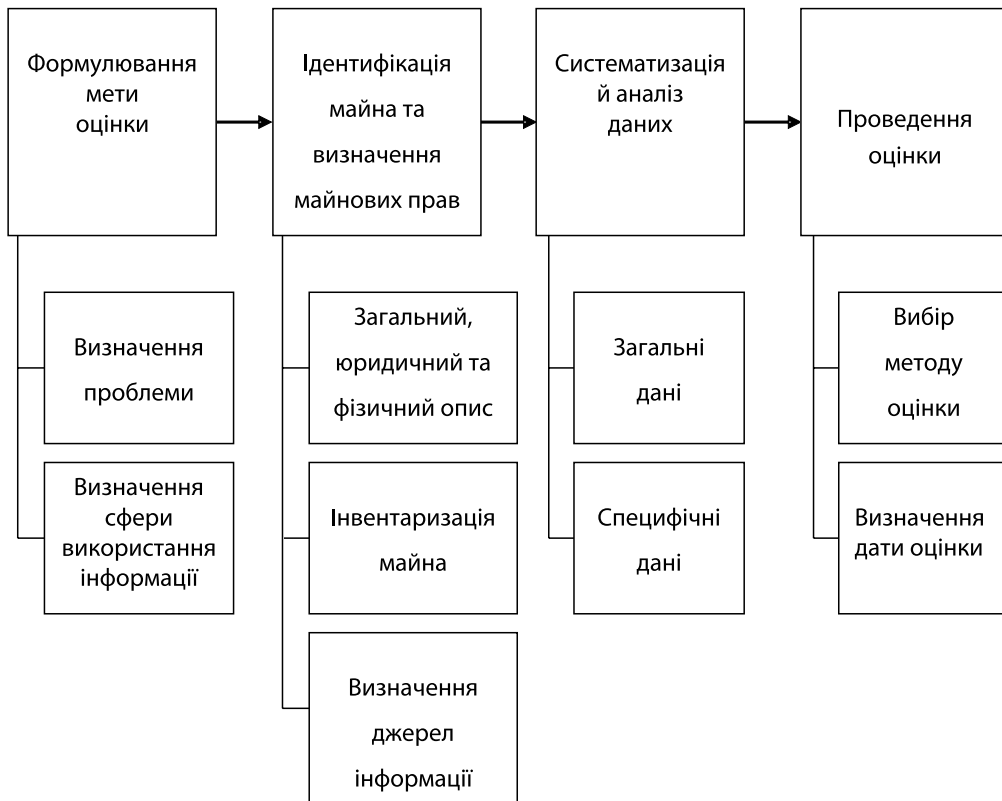 Формулювання
мети
оцінки
Ідентифікація
майна та
визначення
майнових прав
Систематизація
й аналіз
даних
Проведення
оцінки
Визначення
проблеми
Визначення
сфери
використання
інформації
Загальний,
юридичний та
фізичний опис
Інвентаризація
майна
Визначення
джерел
інформації
Загальні
дані
Специфічні
дані
Вибір
методу
оцінки
Визначення
дати оцінки